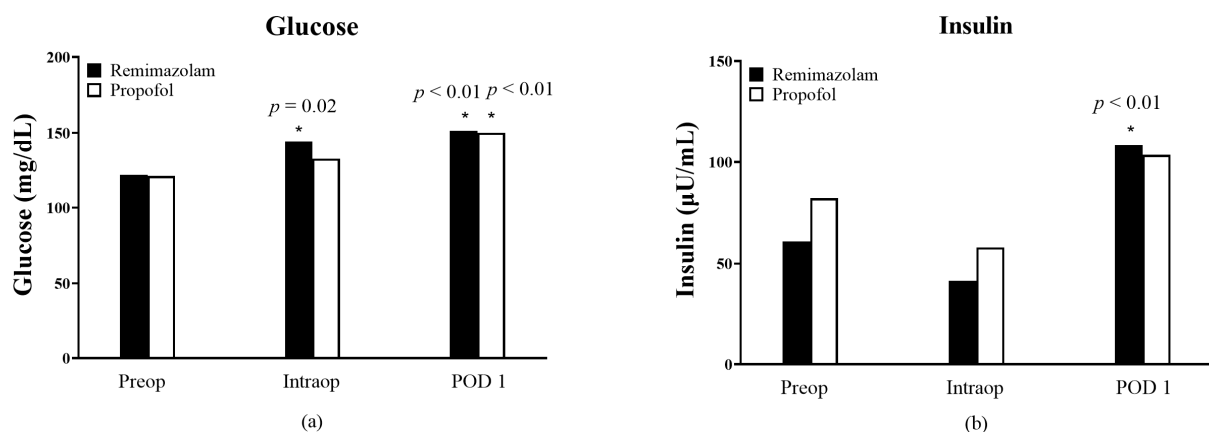 Glucose
200
150
100
50
0
Glucose (mg/dL)
Remimazolam
Propofol
p = 0.02
*
p < 0.01 p < 0.01
* *
Preop Intraop POD 1
(a)
Insulin
150
100
50
0
Insulin (µU/mL)
Remimazolam
Propofol
p < 0.01
*
Preop Intraop POD 1
(b)